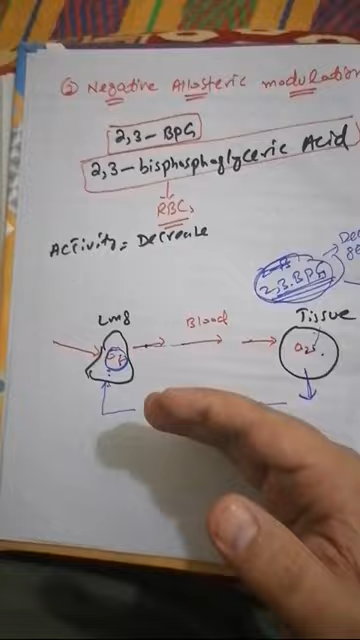 ② Negative Allosteric modulation
2,3-BPG
2,3-bisphosphoglyceric Acid
RBCs
Activity = Decrease
2,3-BPG
Lung
Blood
Tissue
O₂